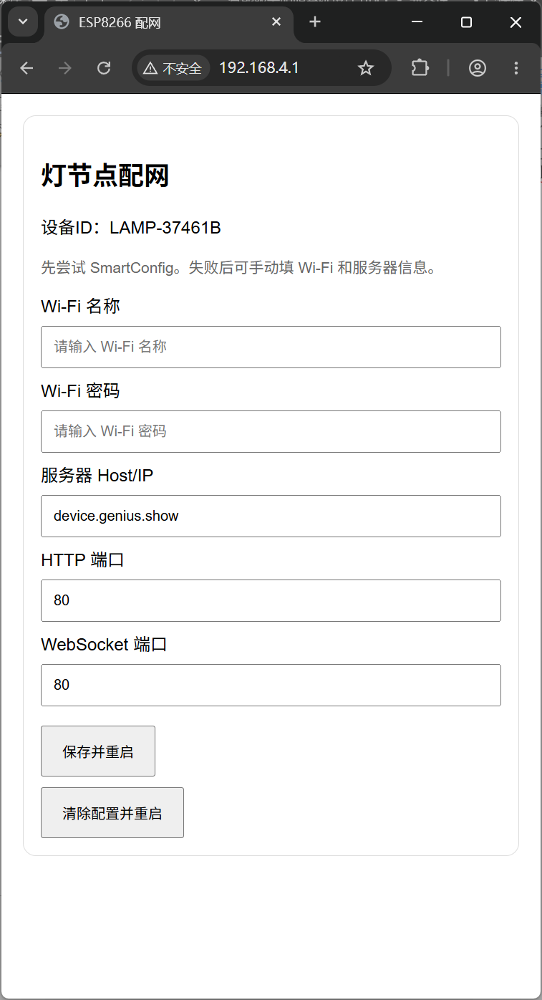 ESP8266 配网
不安全
192.168.4.1
灯节点配网
设备ID：LAMP-37461B
先尝试 SmartConfig。失败后可手动填 Wi-Fi 和服务器信息。
Wi-Fi 名称
请输入 Wi-Fi 名称
Wi-Fi 密码
请输入 Wi-Fi 密码
服务器 Host/IP
device.genius.show
HTTP 端口
80
WebSocket 端口
80
保存并重启
清除配置并重启